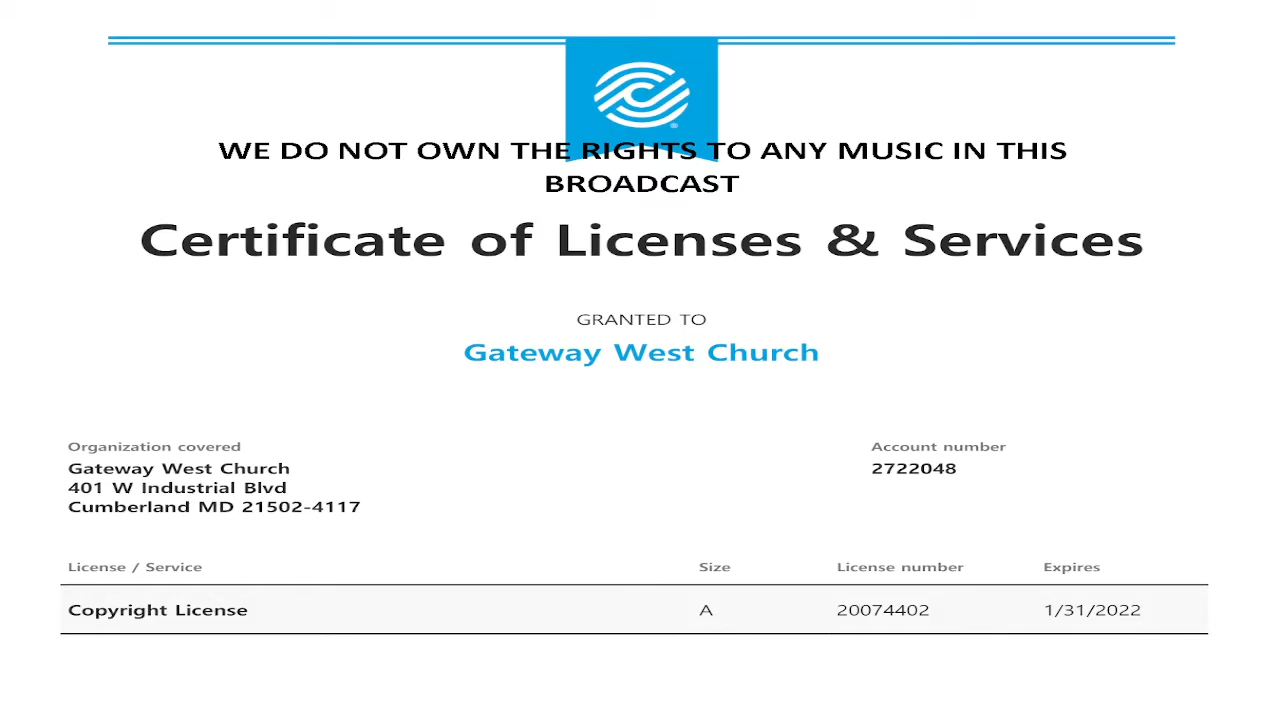 WE DO NOT OWN THE RIGHTS TO ANY MUSIC IN THIS
BROADCAST
Certificate of Licenses & Services
GRANTED TO
Gateway West Church
Organization covered
Gateway West Church
401 W Industrial Blvd
Cumberland MD 21502-4117
Account number
2722048
License / Service Size License number Expires
Copyright License A 20074402 1/31/2022